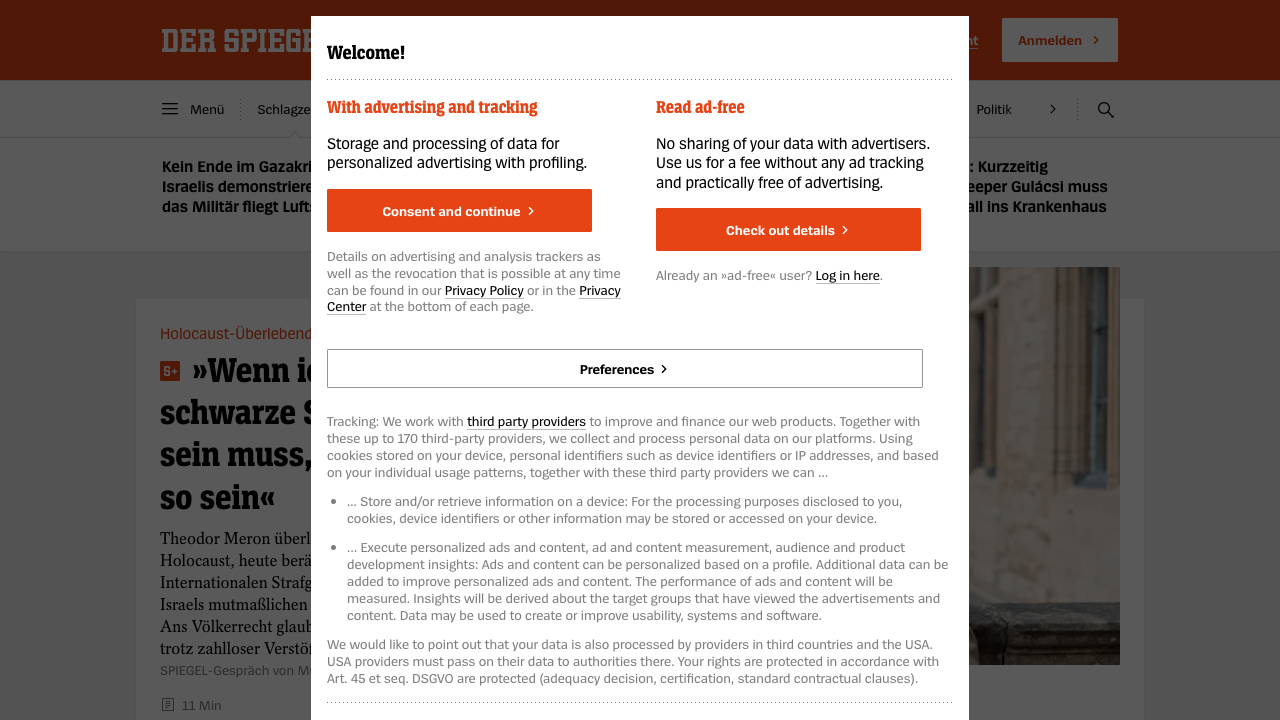 DER SPIEGEL
Anmelden
Menü
Schlagze
Politik
Kein Ende im Gazakri
Israelis demonstriere
das Militär fliegt Lufts
: Kurzzeitig
eeper Gulácsi muss
all ins Krankenhaus
Welcome!
With advertising and tracking
Storage and processing of data for
personalized advertising with profiling.
Consent and continue
Details on advertising and analysis trackers as
well as the revocation that is possible at any time
can be found in our Privacy Policy or in the Privacy
Center at the bottom of each page.
Read ad-free
No sharing of your data with advertisers.
Use us for a fee without any ad tracking
and practically free of advertising.
Check out details
Already an »ad-free« user? Log in here.
Preferences
Tracking: We work with third party providers to improve and finance our web products. Together with
these up to 170 third-party providers, we collect and process personal data on our platforms. Using
cookies stored on your device, personal identifiers such as device identifiers or IP addresses, and based
on your individual usage patterns, together with these third party providers we can ...
• ... Store and/or retrieve information on a device: For the processing purposes disclosed to you,
cookies, device identifiers or other information may be stored or accessed on your device.
• ... Execute personalized ads and content, ad and content measurement, audience and product
development insights: Ads and content can be personalized based on a profile. Additional data can be
added to improve personalized ads and content. The performance of ads and content will be
measured. Insights will be derived about the target groups that have viewed the advertisements and
content. Data may be used to create or improve usability, systems and software.
We would like to point out that your data is also processed by providers in third countries and the USA.
USA providers must pass on their data to authorities there. Your rights are protected in accordance with
Art. 45 et seq. DSGVO are protected (adequacy decision, certification, standard contractual clauses).
Holocaust-Überlebend
S+ »Wenn ic
schwarze S
sein muss,
so sein«
Theodor Meron überl
Holocaust, heute berä
Internationalen Strafg
Israels mutmaßlichen
Ans Völkerrecht glaub
trotz zahlloser Verstöß
SPIEGEL-Gespräch von M
11 Min